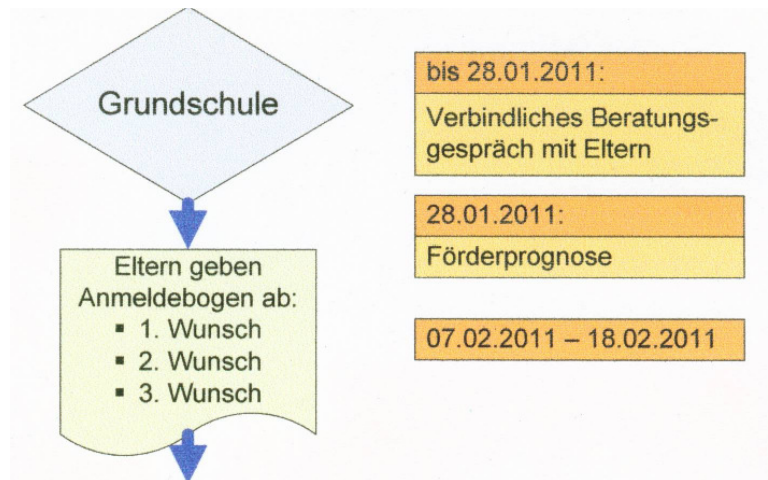 Grundschule
Eltern geben
Anmeldebogen ab:
▪ 1. Wunsch
▪ 2. Wunsch
▪ 3. Wunsch
bis 28.01.2011:
Verbindliches Beratungs-
gespräch mit Eltern
28.01.2011:
Förderprognose
07.02.2011 – 18.02.2011